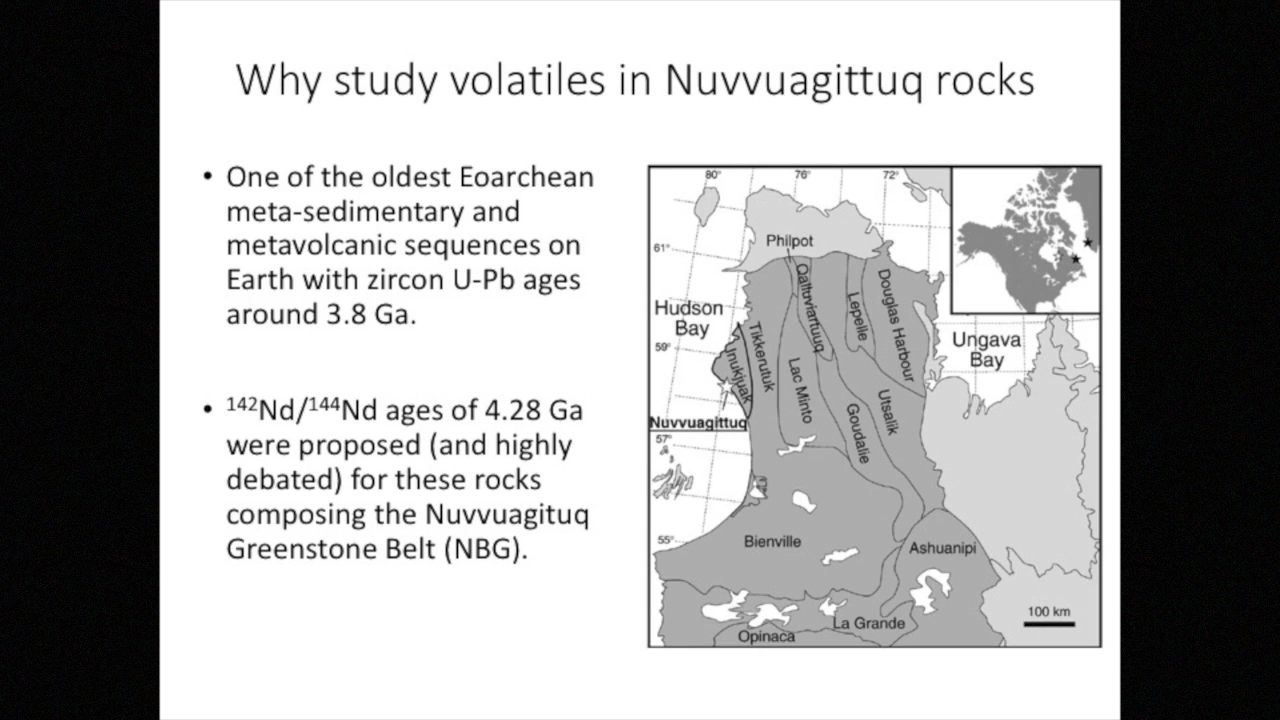 Why study volatiles in Nuvvuagittuq rocks
• One of the oldest Eoarchean
meta-sedimentary and
metavolcanic sequences on
Earth with zircon U-Pb ages
around 3.8 Ga.
• ¹⁴²Nd/¹⁴⁴Nd ages of 4.28 Ga
were proposed (and highly
debated) for these rocks
composing the Nuvvuagituq
Greenstone Belt (NBG).
80°
76°
72°
61°
Philpot
Qalluviartuuq
Lepelle
Douglas Harbour
Hudson
Bay
59°
Tikkerutuk
Inukjuak
Lac Minto
Goudalie
Utsalik
Ungava
Bay
Nuvvuagittuq
57°
55°
Bienville
Ashuanipi
La Grande
Opinaca
100 km